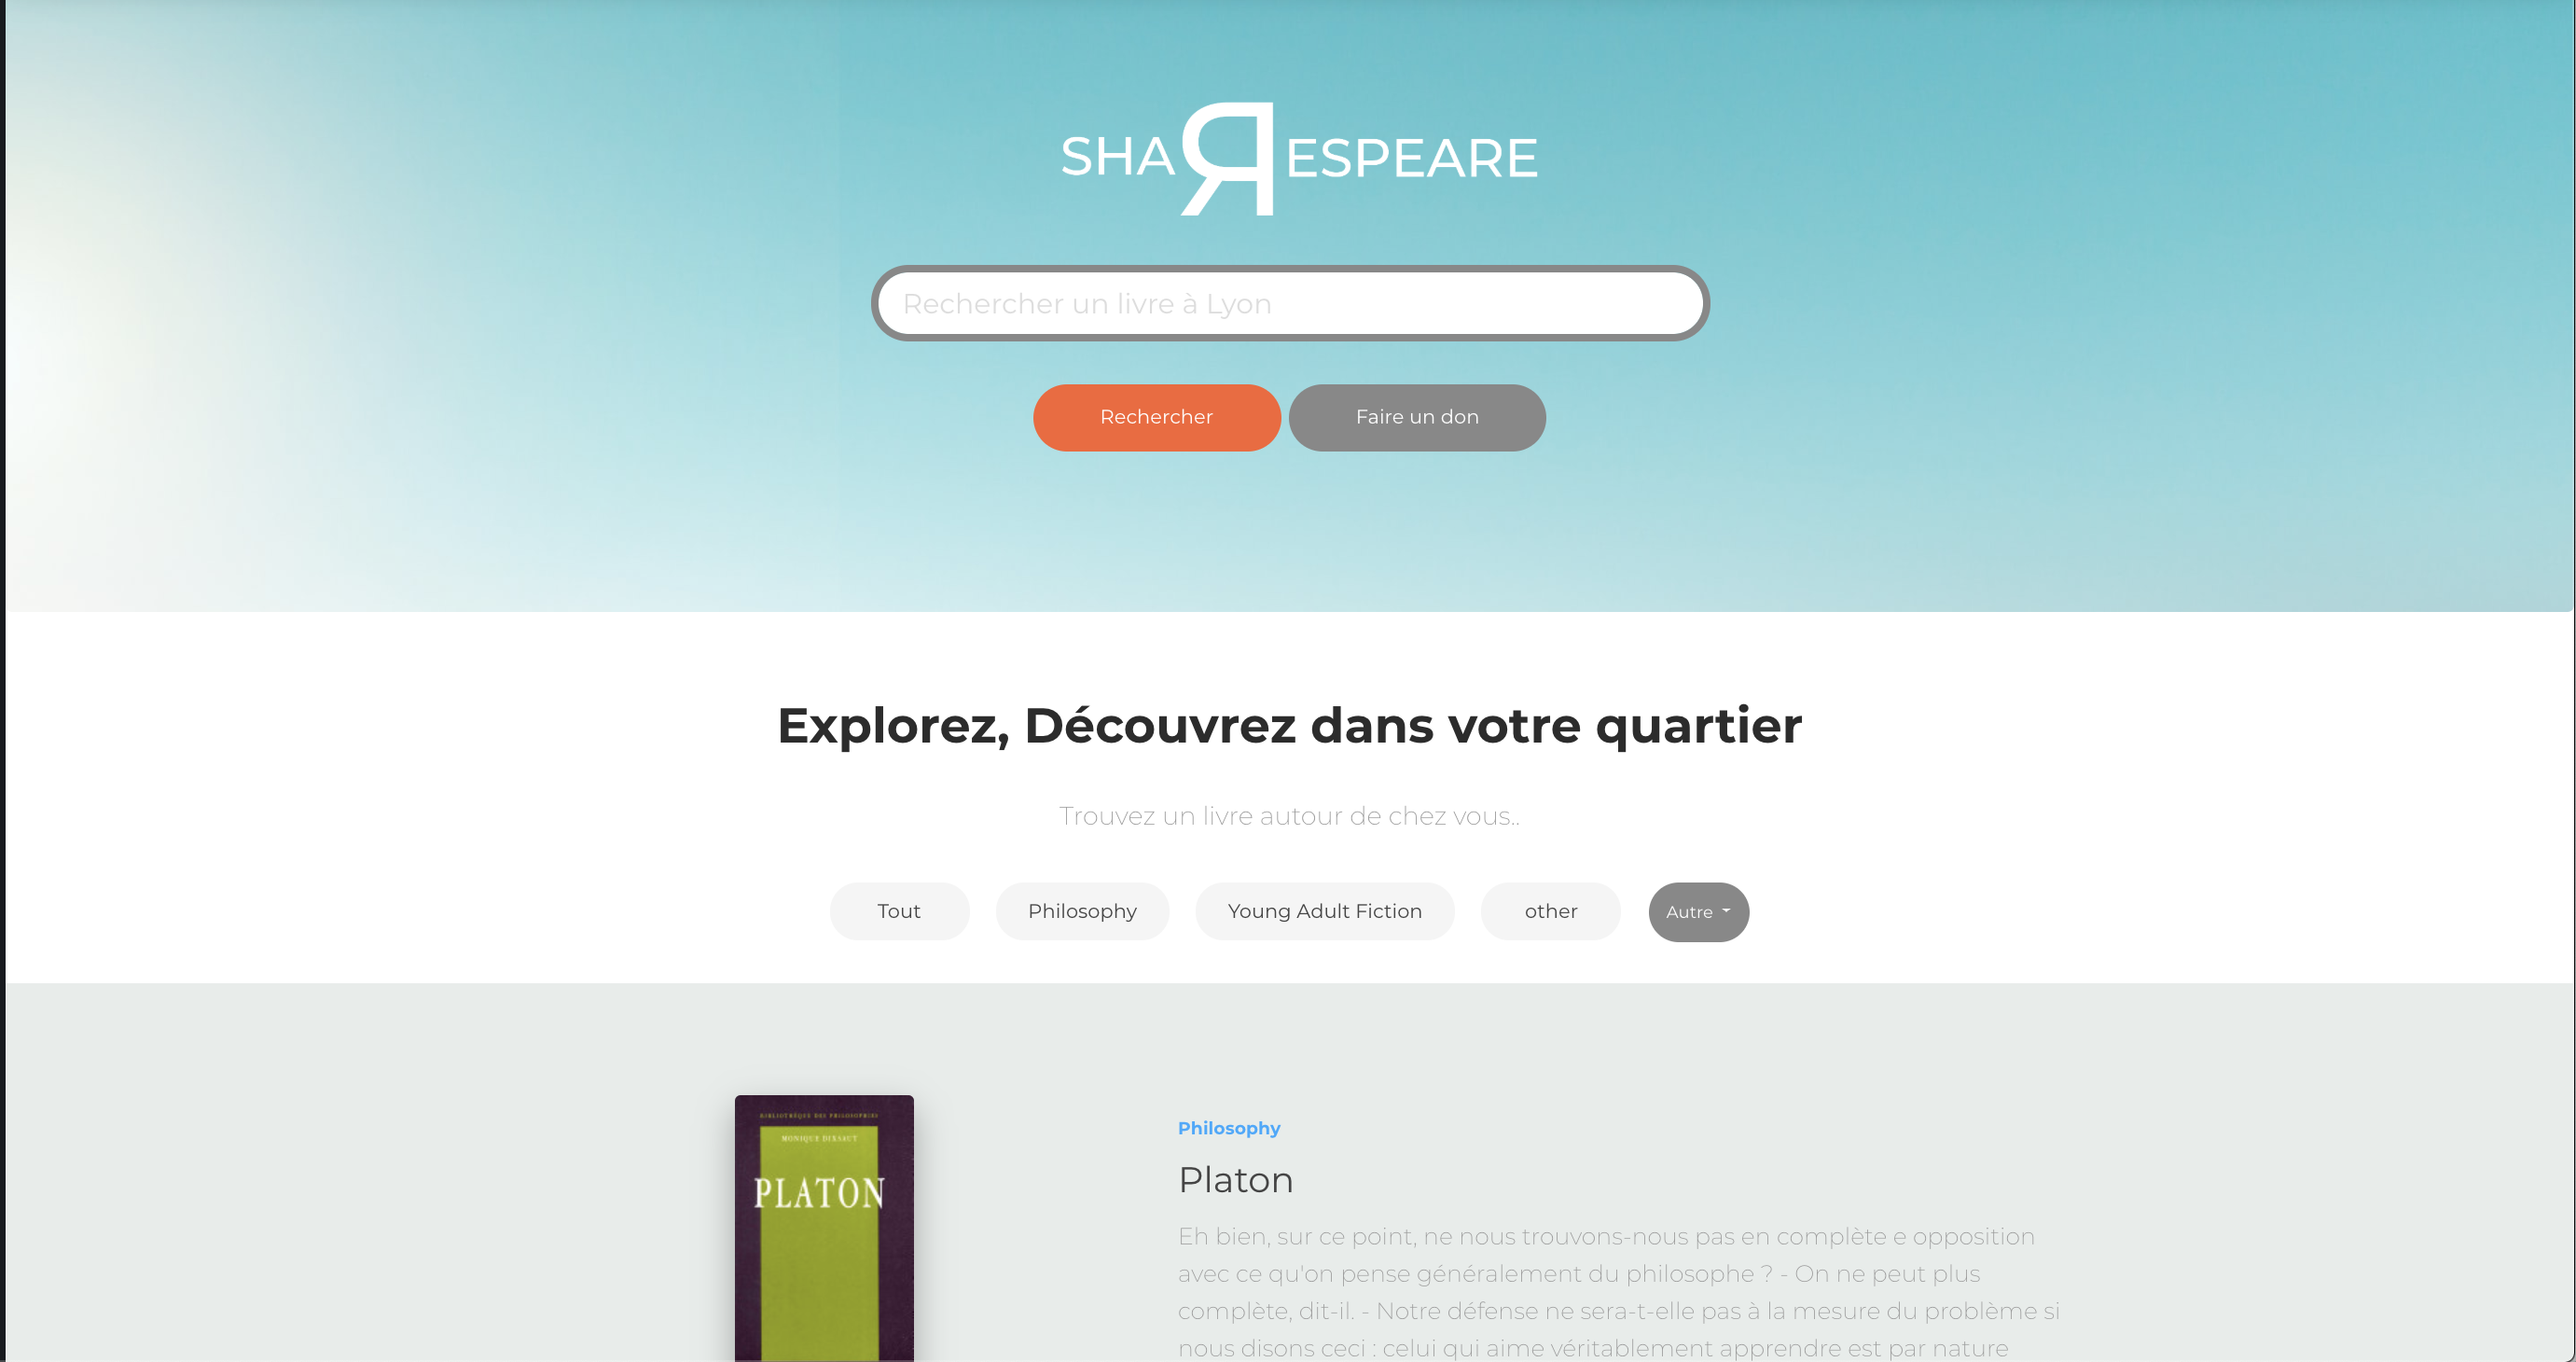 SHAЯESPEARE
Rechercher un livre à Lyon
Rechercher
Faire un don
Explorez, Découvrez dans votre quartier
Trouvez un livre autour de chez vous..
Tout
Philosophy
Young Adult Fiction
other
Autre
BIBLIOTHÈQUE DES PHILOSOPHIES
MONIQUE DIXSAUT
PLATON
Philosophy
Platon
Eh bien, sur ce point, ne nous trouvons-nous pas en complète e opposition
avec ce qu'on pense généralement du philosophe ? - On ne peut plus
complète, dit-il. - Notre défense ne sera-t-elle pas à la mesure du problème si
nous disons ceci : celui qui aime véritablement apprendre est par nature